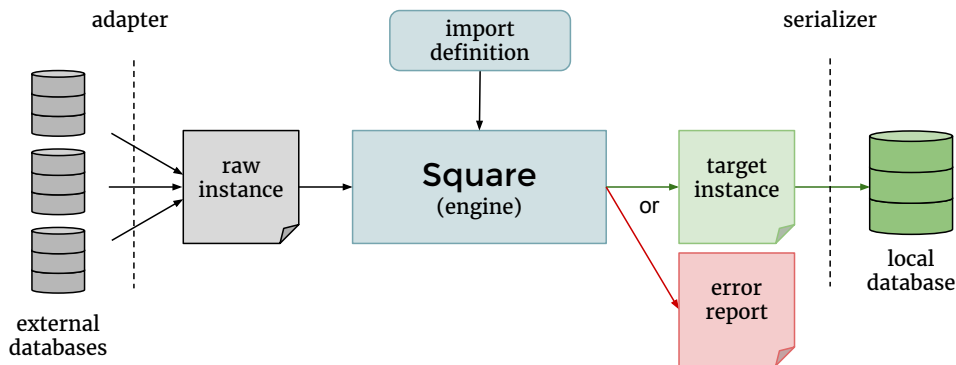 adapter
import
definition
serializer
raw
instance
Square
(engine)
or
target
instance
local
database
error
report
external
databases